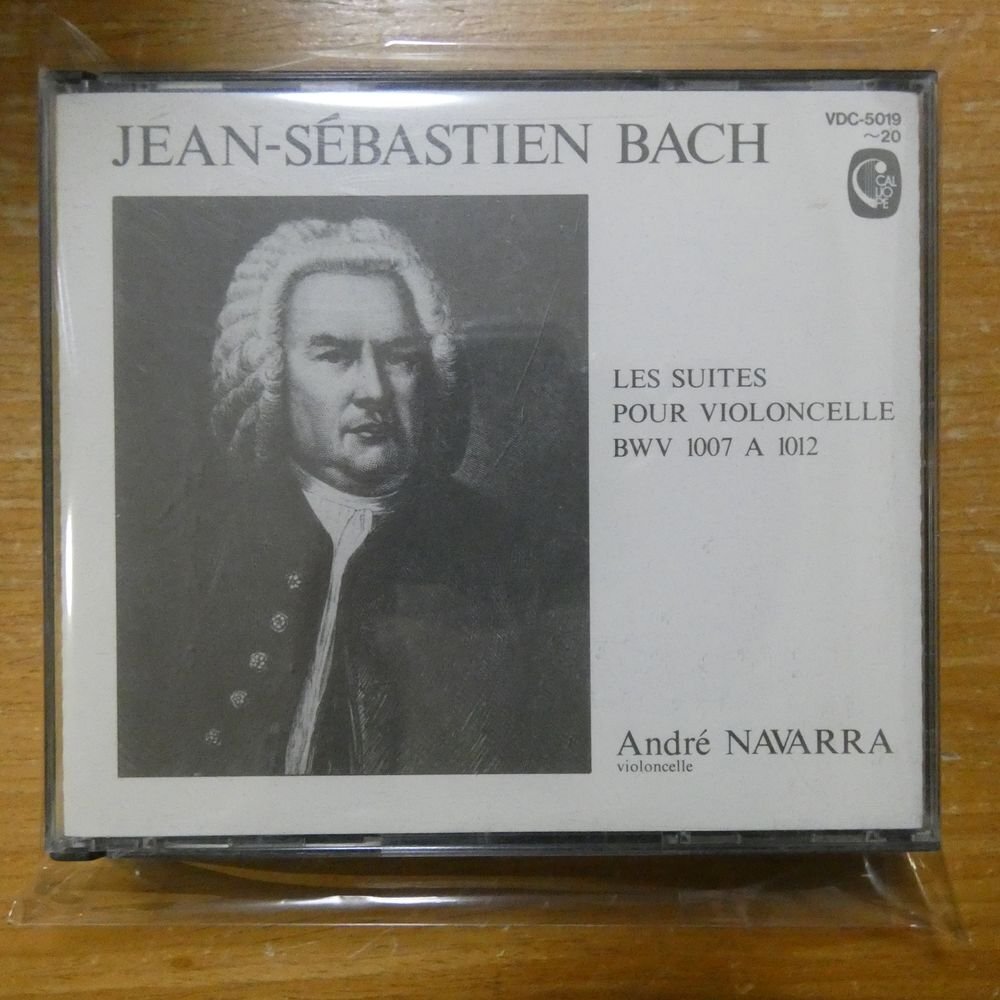 JEAN-SÉBASTIEN BACH
VDC-5019
～20
CAL
LIO
PE
LES SUITES
POUR VIOLONCELLE
BWV 1007 A 1012
André NAVARRA
violoncelle